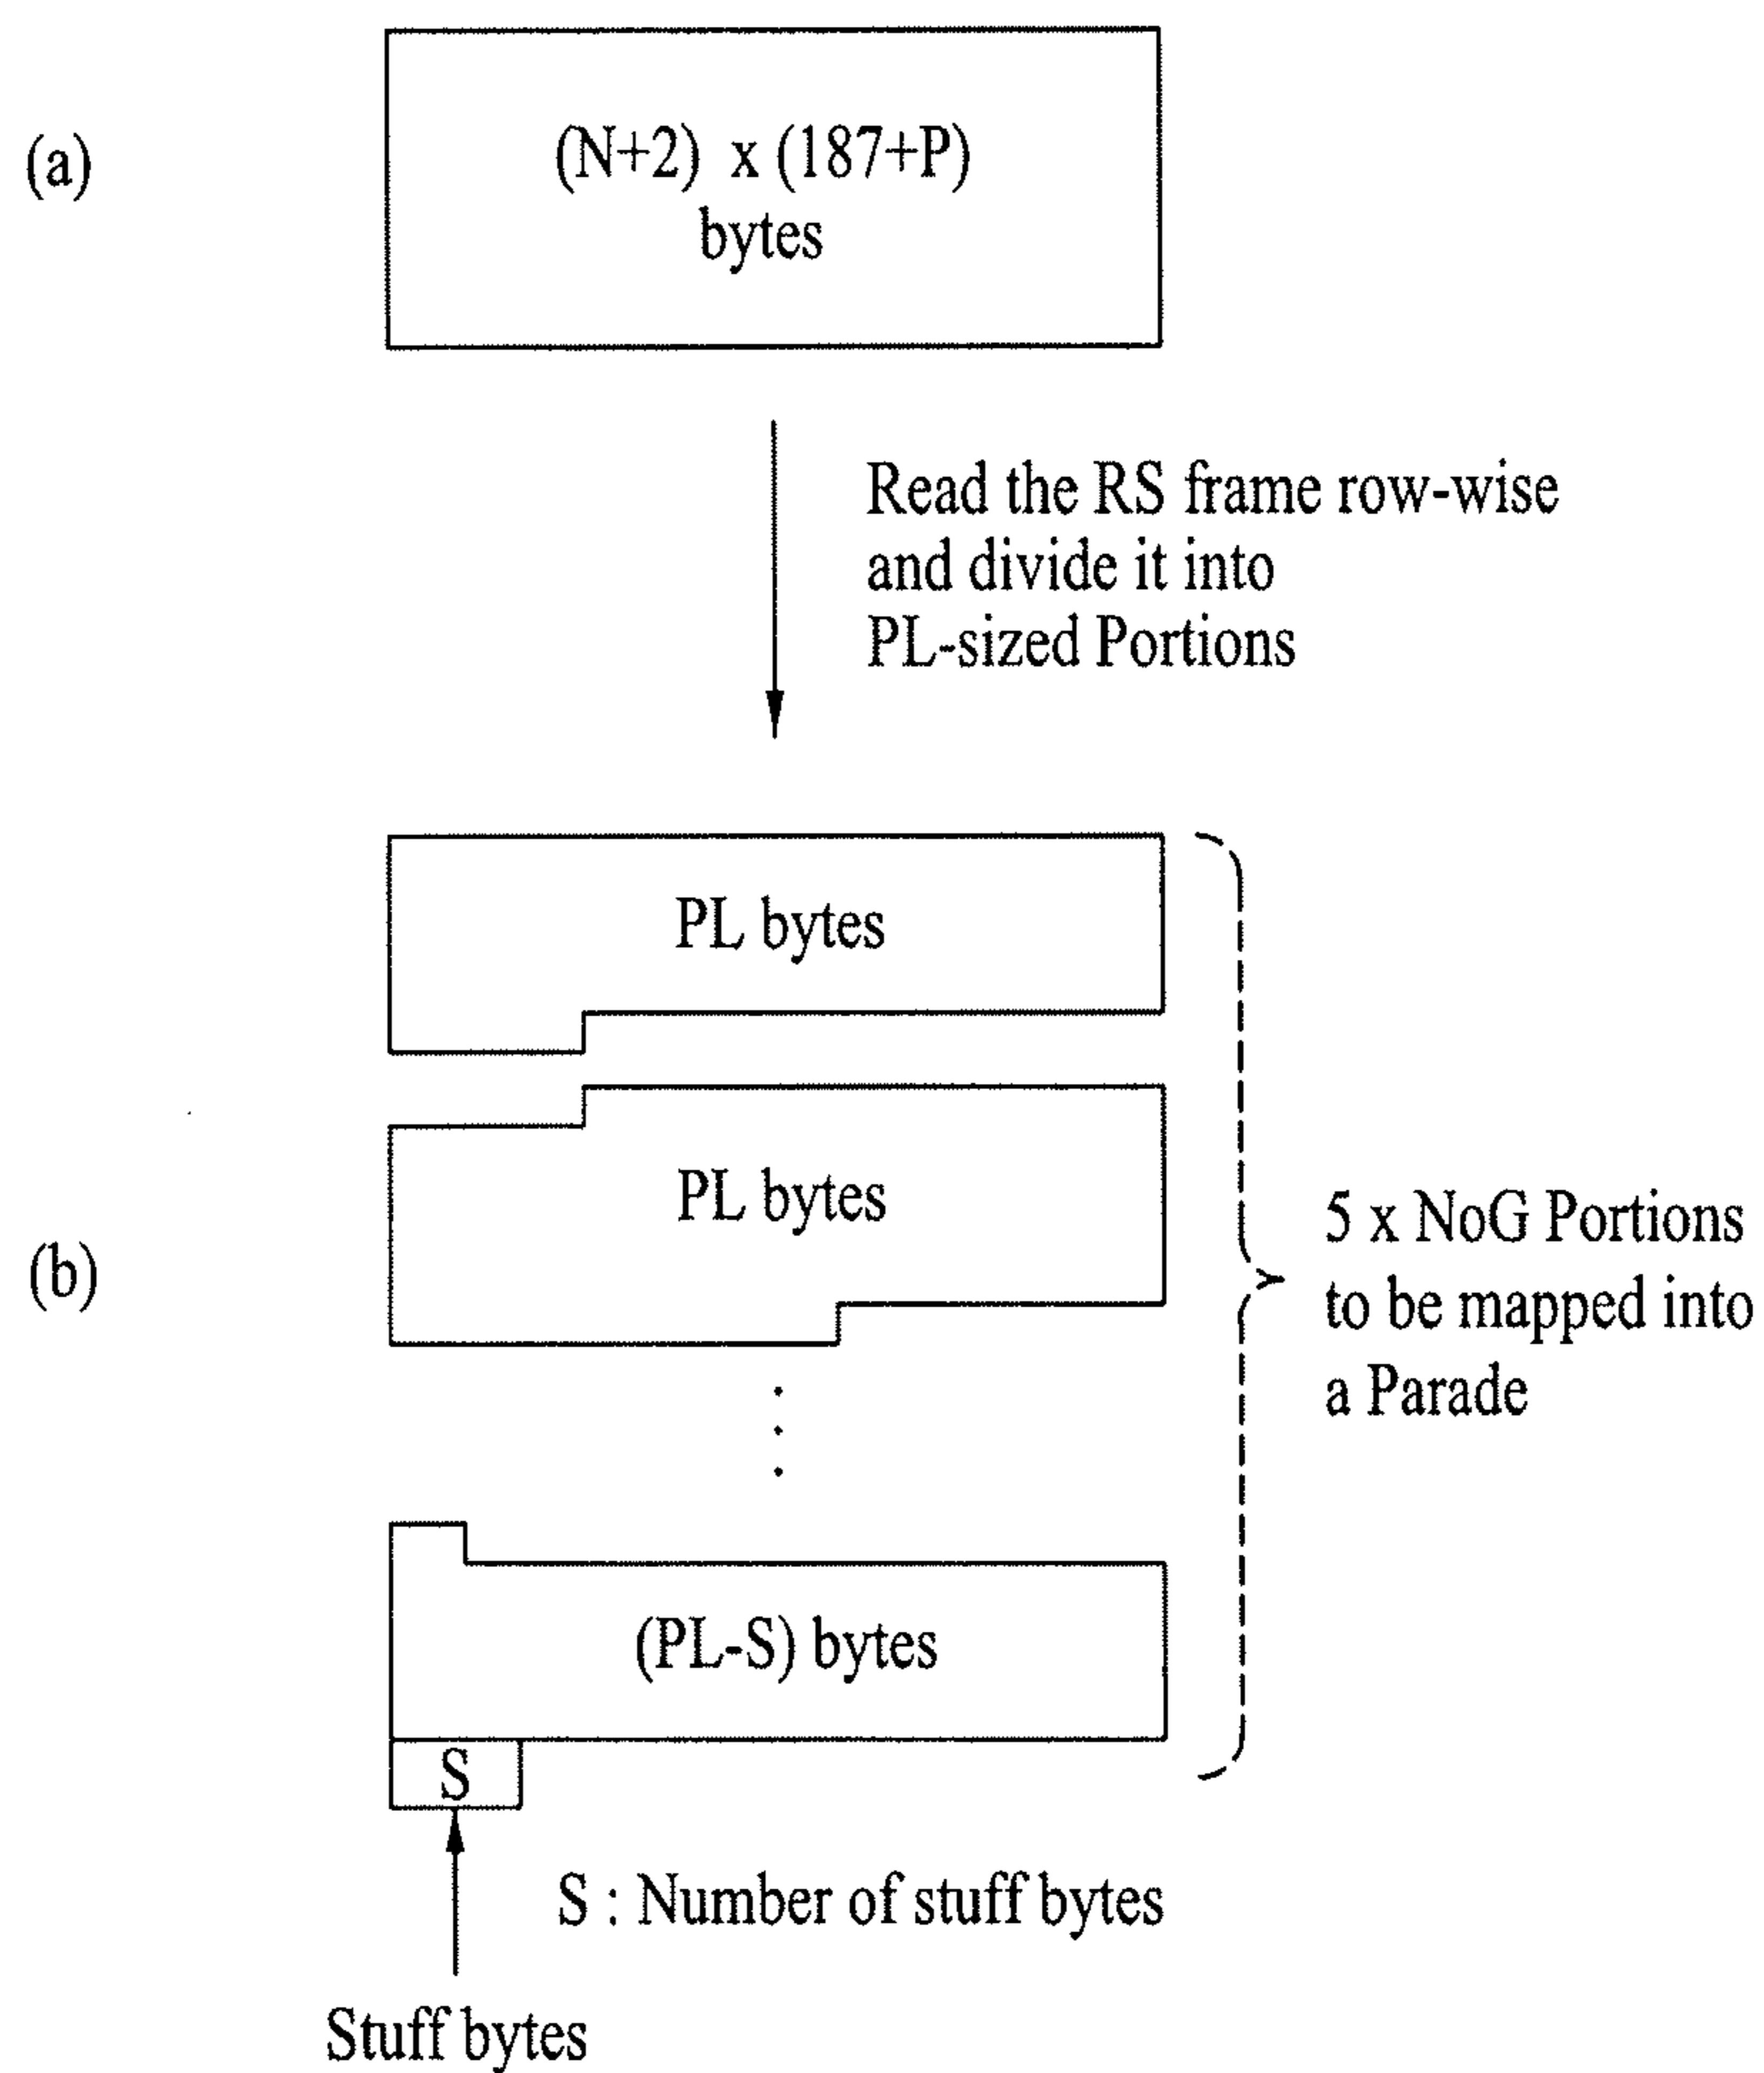 (a)
(N+2) x (187+P)
bytes
Read the RS frame row-wise
and divide it into
PL-sized Portions
(b)
PL bytes
PL bytes
5 x NoG Portions
to be mapped into
a Parade
(PL-S) bytes
S
S : Number of stuff bytes
Stuff bytes